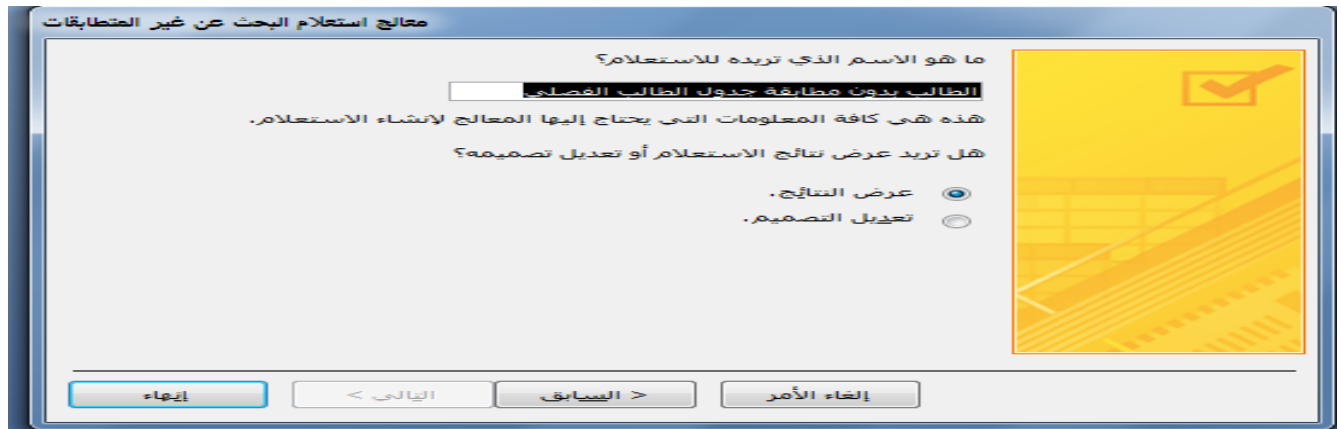 معالج استعلام البحث عن غير المتطابقات
ما هو الاسم الذي تريده للاستعلام؟
الطالب بدون مطابقة جدول الطالب الفصلي
هذه هي كافة المعلومات التي يحتاج إليها المعالج لإنشاء الاستعلام.
هل تريد عرض نتائج الاستعلام أو تعديل تصميمه؟
عرض النتائج.
تعديل التصميم.
إلغاء الأمر < السابق التالي > إنهاء